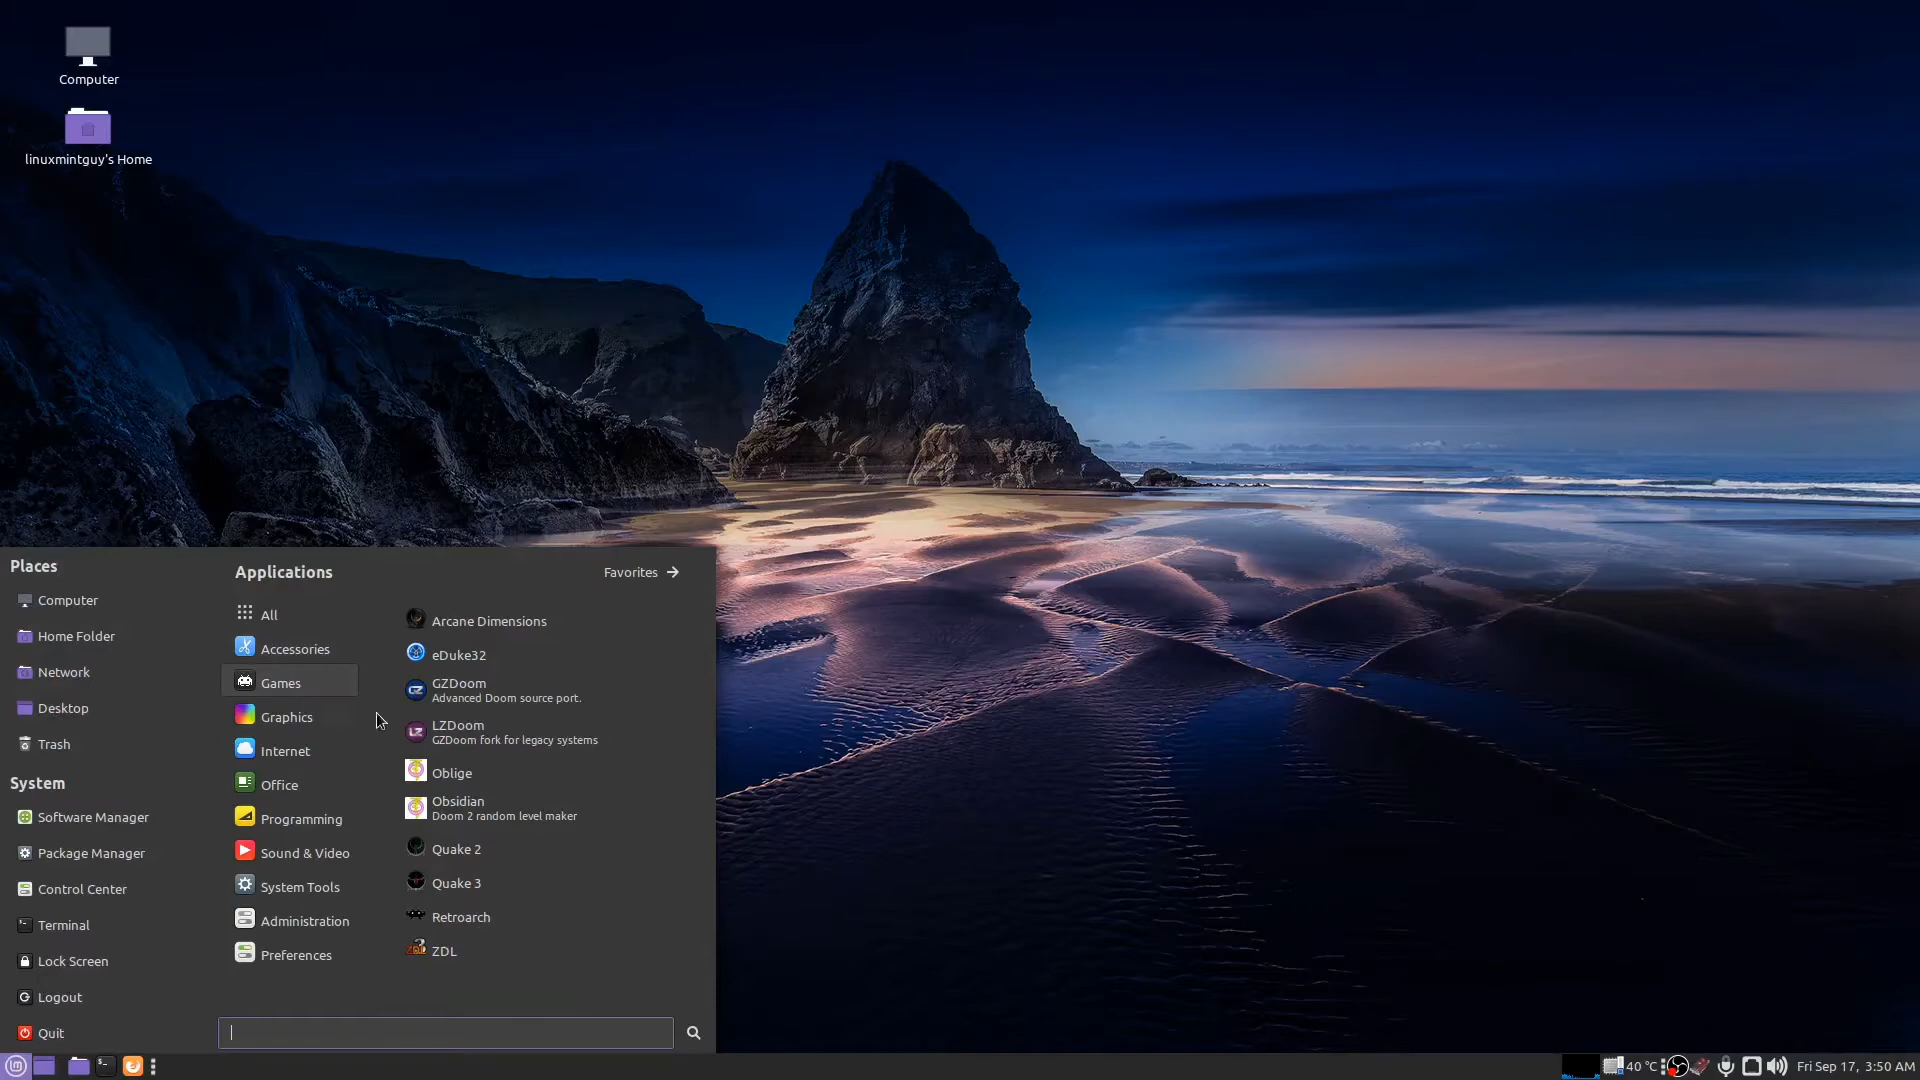 Computer
linuxmintguy's Home
Places
Computer
Home Folder
Network
Desktop
Trash
System
Software Manager
Package Manager
Control Center
Terminal
Lock Screen
Logout
Quit
Applications
Favorites
All
Accessories
Games
Graphics
Internet
Office
Programming
Sound & Video
System Tools
Administration
Preferences
Arcane Dimensions
eDuke32
GZDoom
Advanced Doom source port.
LZDoom
GZDoom fork for legacy systems
Oblige
Obsidian
Doom 2 random level maker
Quake 2
Quake 3
Retroarch
ZDL
40 °C
Fri Sep 17, 3:50 AM